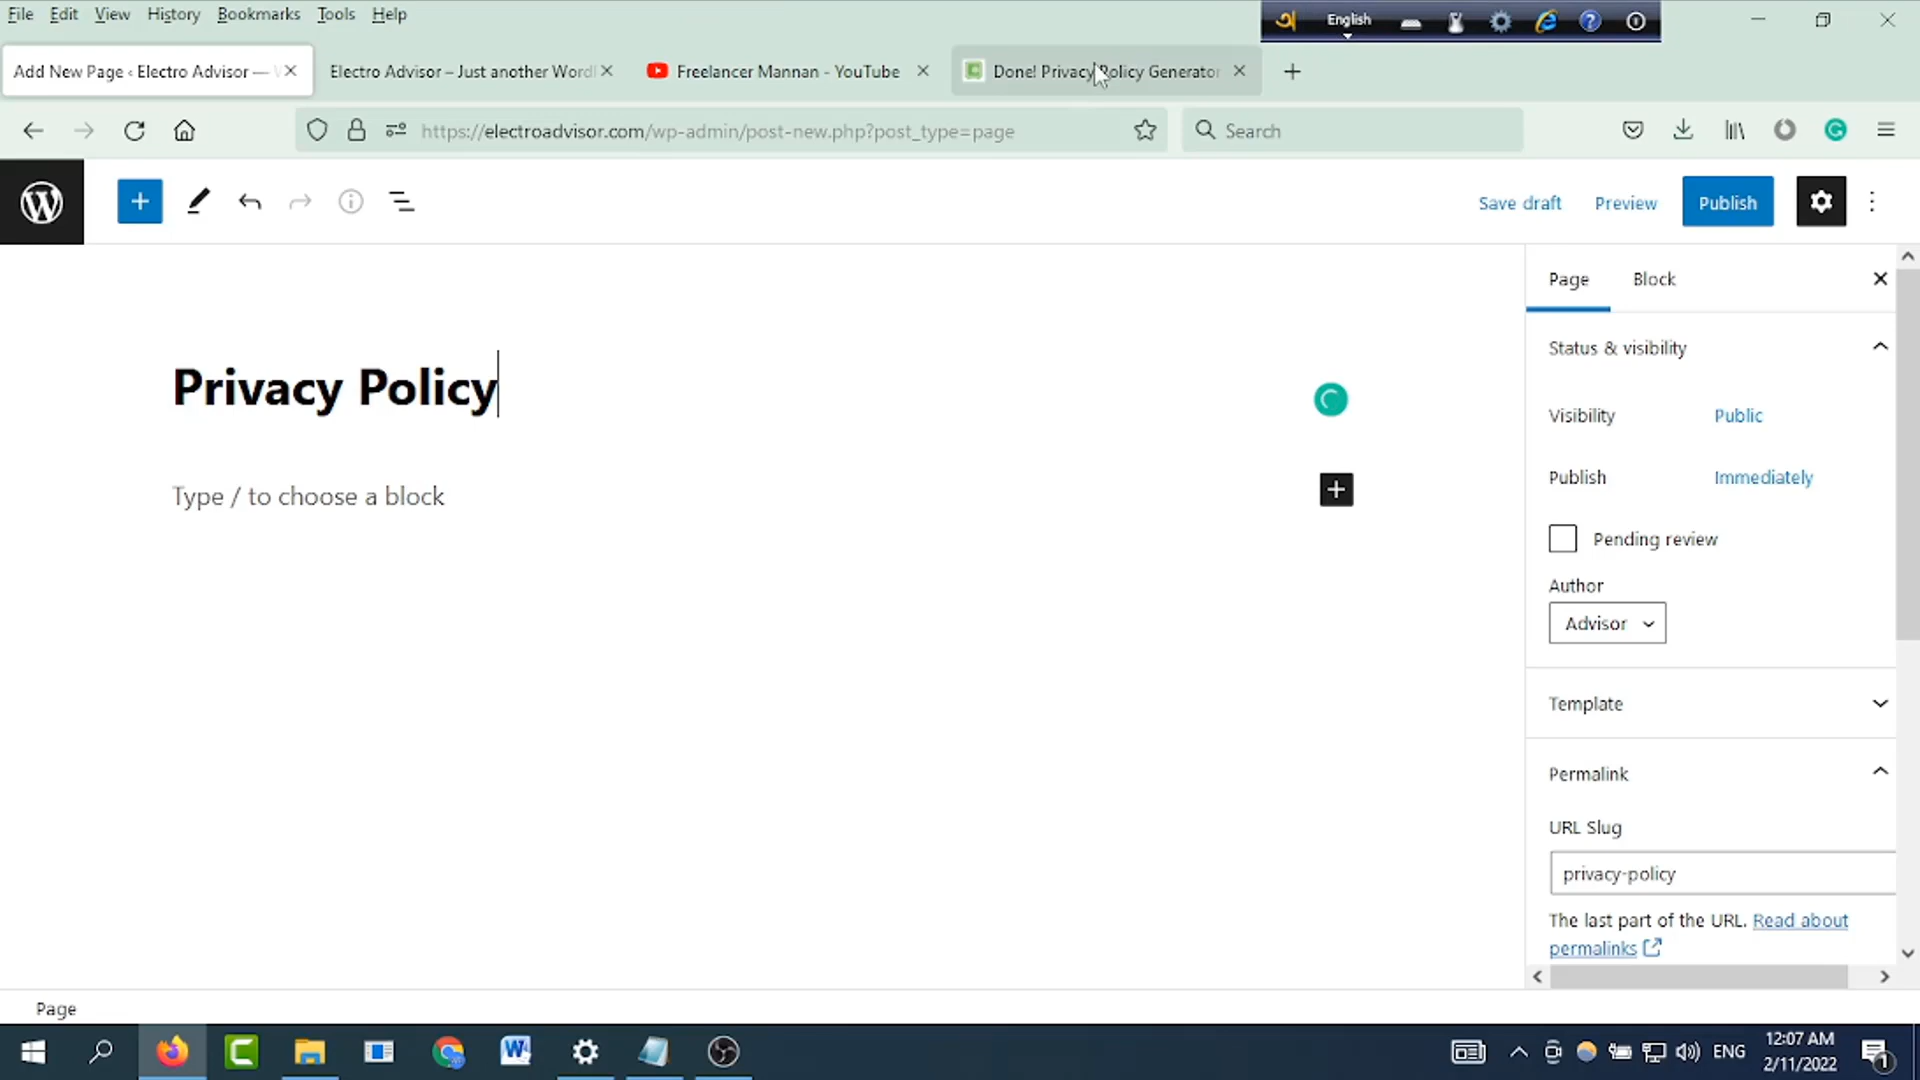 File Edit View History Bookmarks Tools Help
English
Add New Page ‹ Electro Advisor —
Electro Advisor – Just another Word
Freelancer Mannan - YouTube
Done! Privacy Policy Generator
https://electroadvisor.com/wp-admin/post-new.php?post_type=page
Search
Save draft
Preview
Publish
Page
Block
Privacy Policy
Type / to choose a block
Status & visibility
Visibility
Public
Publish
Immediately
Pending review
Author
Advisor
Template
Permalink
URL Slug
privacy-policy
The last part of the URL. Read about
permalinks
Page
ENG
12:07 AM
2/11/2022
1